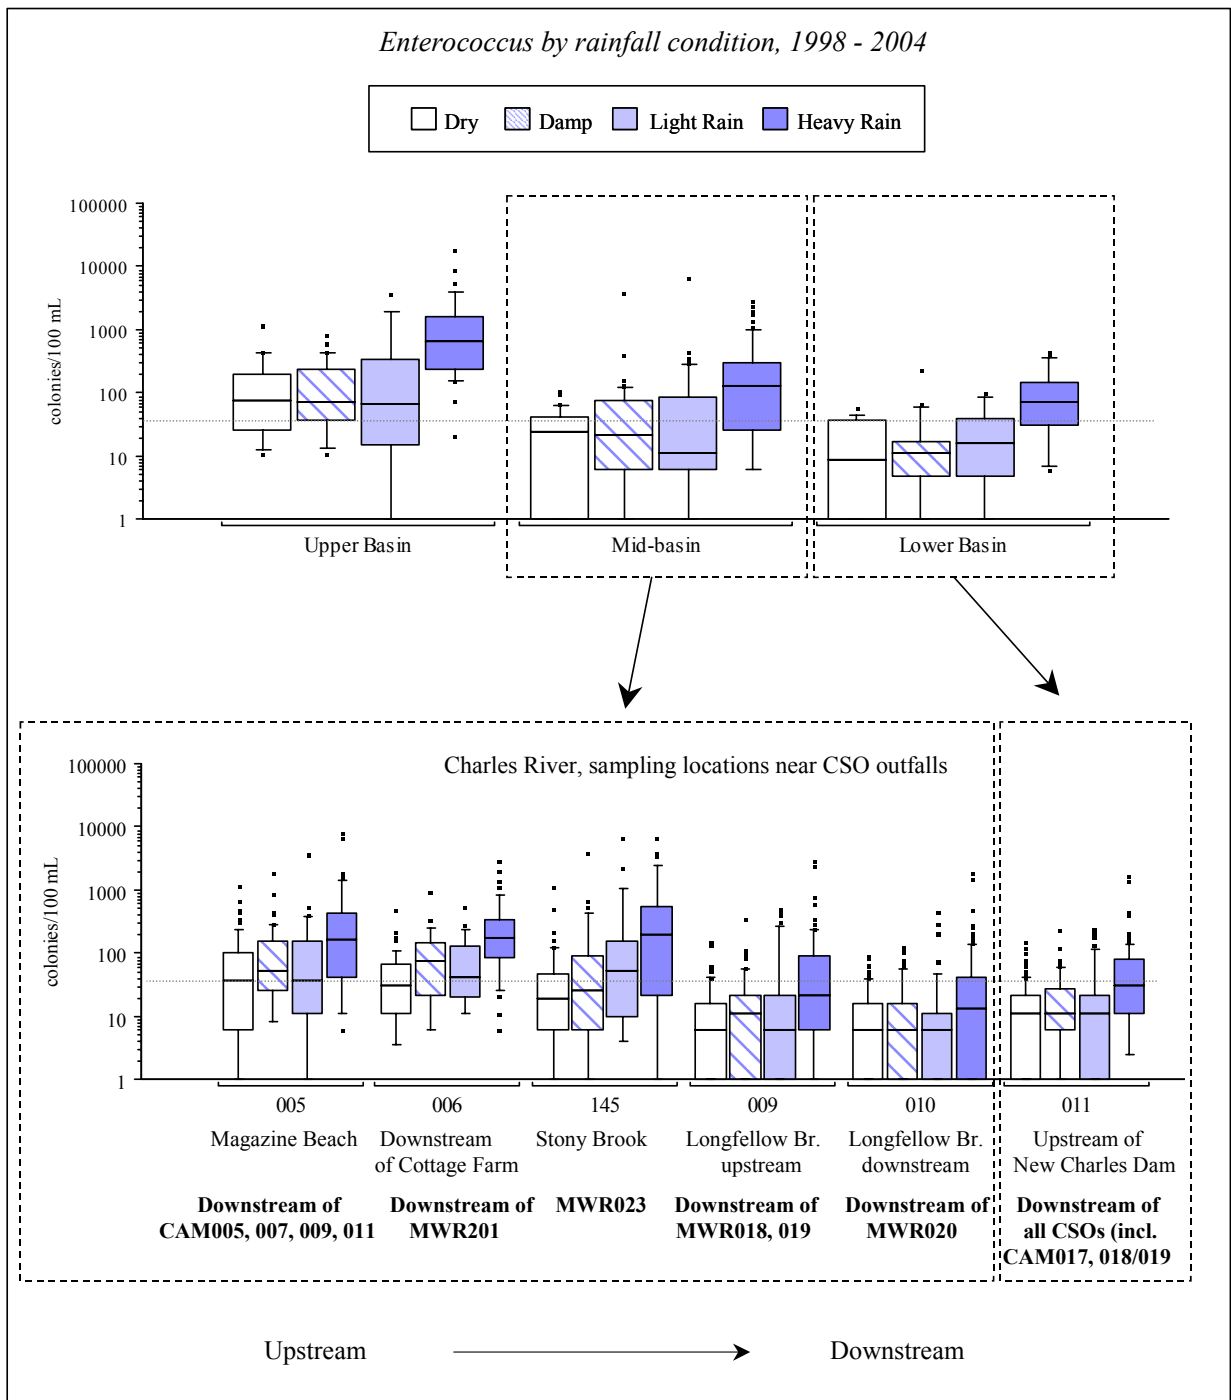 Enterococcus by rainfall condition, 1998 - 2004
Dry Damp Light Rain Heavy Rain
100000
10000
1000
100
10
1
colonies/100 mL
Upper Basin Mid-basin Lower Basin
Charles River, sampling locations near CSO outfalls
100000
10000
1000
100
10
1
colonies/100 mL
005 006 145 009 010 011
Magazine Beach Downstream Stony Brook Longfellow Br. Longfellow Br. Upstream of
of Cottage Farm upstream downstream New Charles Dam
Downstream of Downstream of MWR023 Downstream of Downstream of Downstream of
CAM005, 007, 009, 011 MWR201 MWR018, 019 MWR020 all CSOs (incl.
CAM017, 018/019
Upstream Downstream